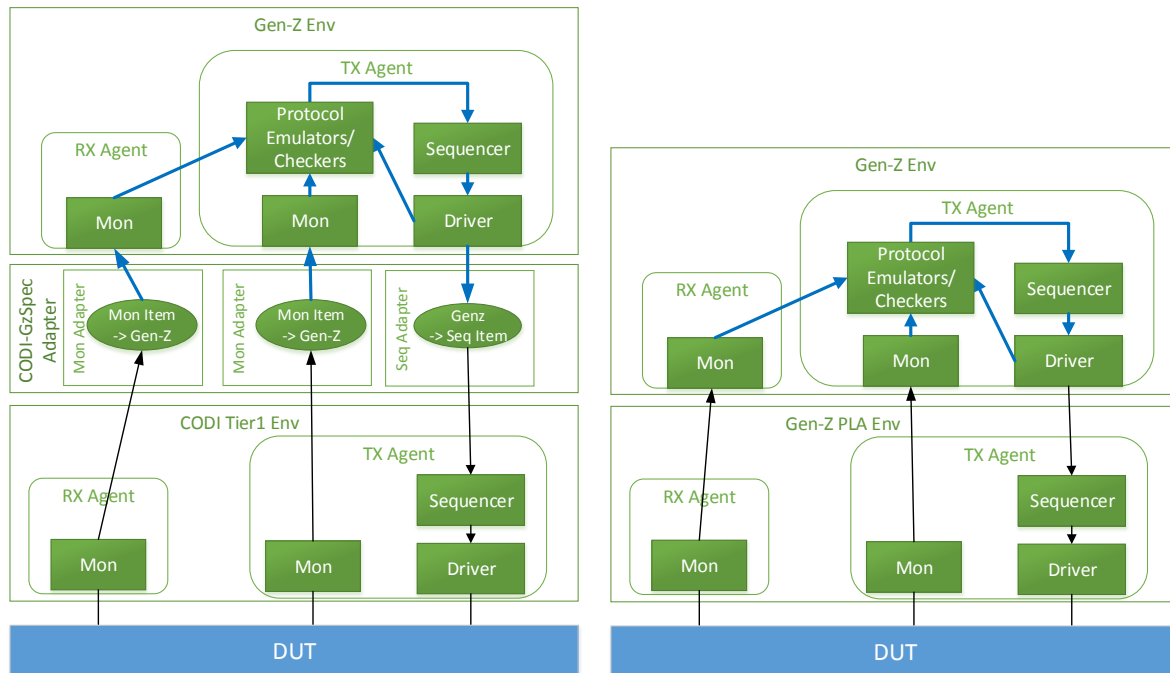 Gen-Z Env
TX Agent
Protocol
Emulators/
Checkers
Sequencer
RX Agent
Mon
Mon
Driver
CODI-GzSpec
Adapter
Mon Adapter
Mon Item
-> Gen-Z
Mon Adapter
Mon Item
-> Gen-Z
Seq Adapter
Genz
-> Seq Item
CODI Tier1 Env
TX Agent
RX Agent
Sequencer
Mon
Mon
Driver
DUT
Gen-Z Env
TX Agent
Protocol
Emulators/
Checkers
Sequencer
RX Agent
Mon
Mon
Driver
Gen-Z PLA Env
TX Agent
RX Agent
Sequencer
Mon
Mon
Driver
DUT